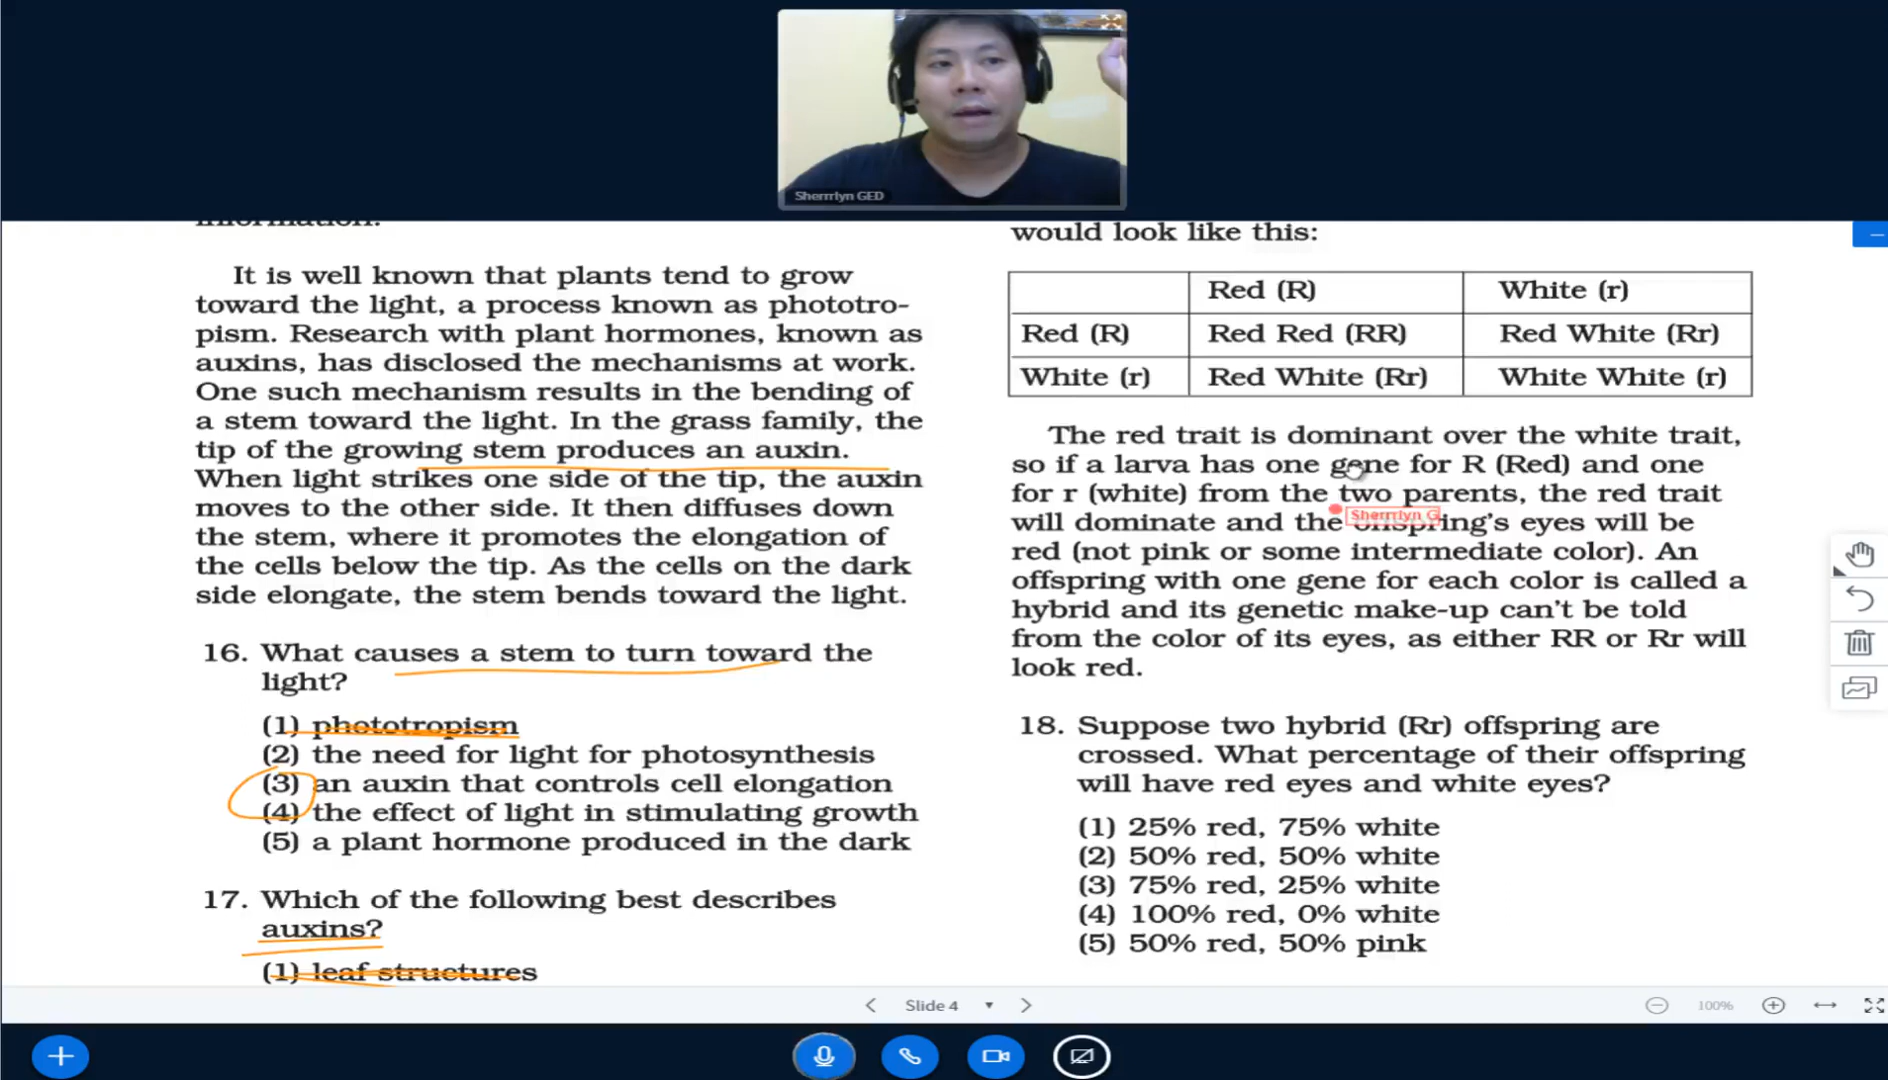 Sherrrlyn GED
information.
It is well known that plants tend to grow
toward the light, a process known as phototro-
pism. Research with plant hormones, known as
auxins, has disclosed the mechanisms at work.
One such mechanism results in the bending of
a stem toward the light. In the grass family, the
tip of the growing stem produces an auxin.
When light strikes one side of the tip, the auxin
moves to the other side. It then diffuses down
the stem, where it promotes the elongation of
the cells below the tip. As the cells on the dark
side elongate, the stem bends toward the light.
16. What causes a stem to turn toward the
light?
(1) phototropism
(2) the need for light for photosynthesis
(3) an auxin that controls cell elongation
(4) the effect of light in stimulating growth
(5) a plant hormone produced in the dark
17. Which of the following best describes
auxins?
(1) leaf structures
would look like this:
Red (R) White (r)
Red (R) Red Red (RR) Red White (Rr)
White (r) Red White (Rr) White White (r)
The red trait is dominant over the white trait,
so if a larva has one gene for R (Red) and one
for r (white) from the two parents, the red trait
Sherrrlyn G
will dominate and the offspring's eyes will be
red (not pink or some intermediate color). An
offspring with one gene for each color is called a
hybrid and its genetic make-up can't be told
from the color of its eyes, as either RR or Rr will
look red.
18. Suppose two hybrid (Rr) offspring are
crossed. What percentage of their offspring
will have red eyes and white eyes?
(1) 25% red, 75% white
(2) 50% red, 50% white
(3) 75% red, 25% white
(4) 100% red, 0% white
(5) 50% red, 50% pink
Slide 4
100%